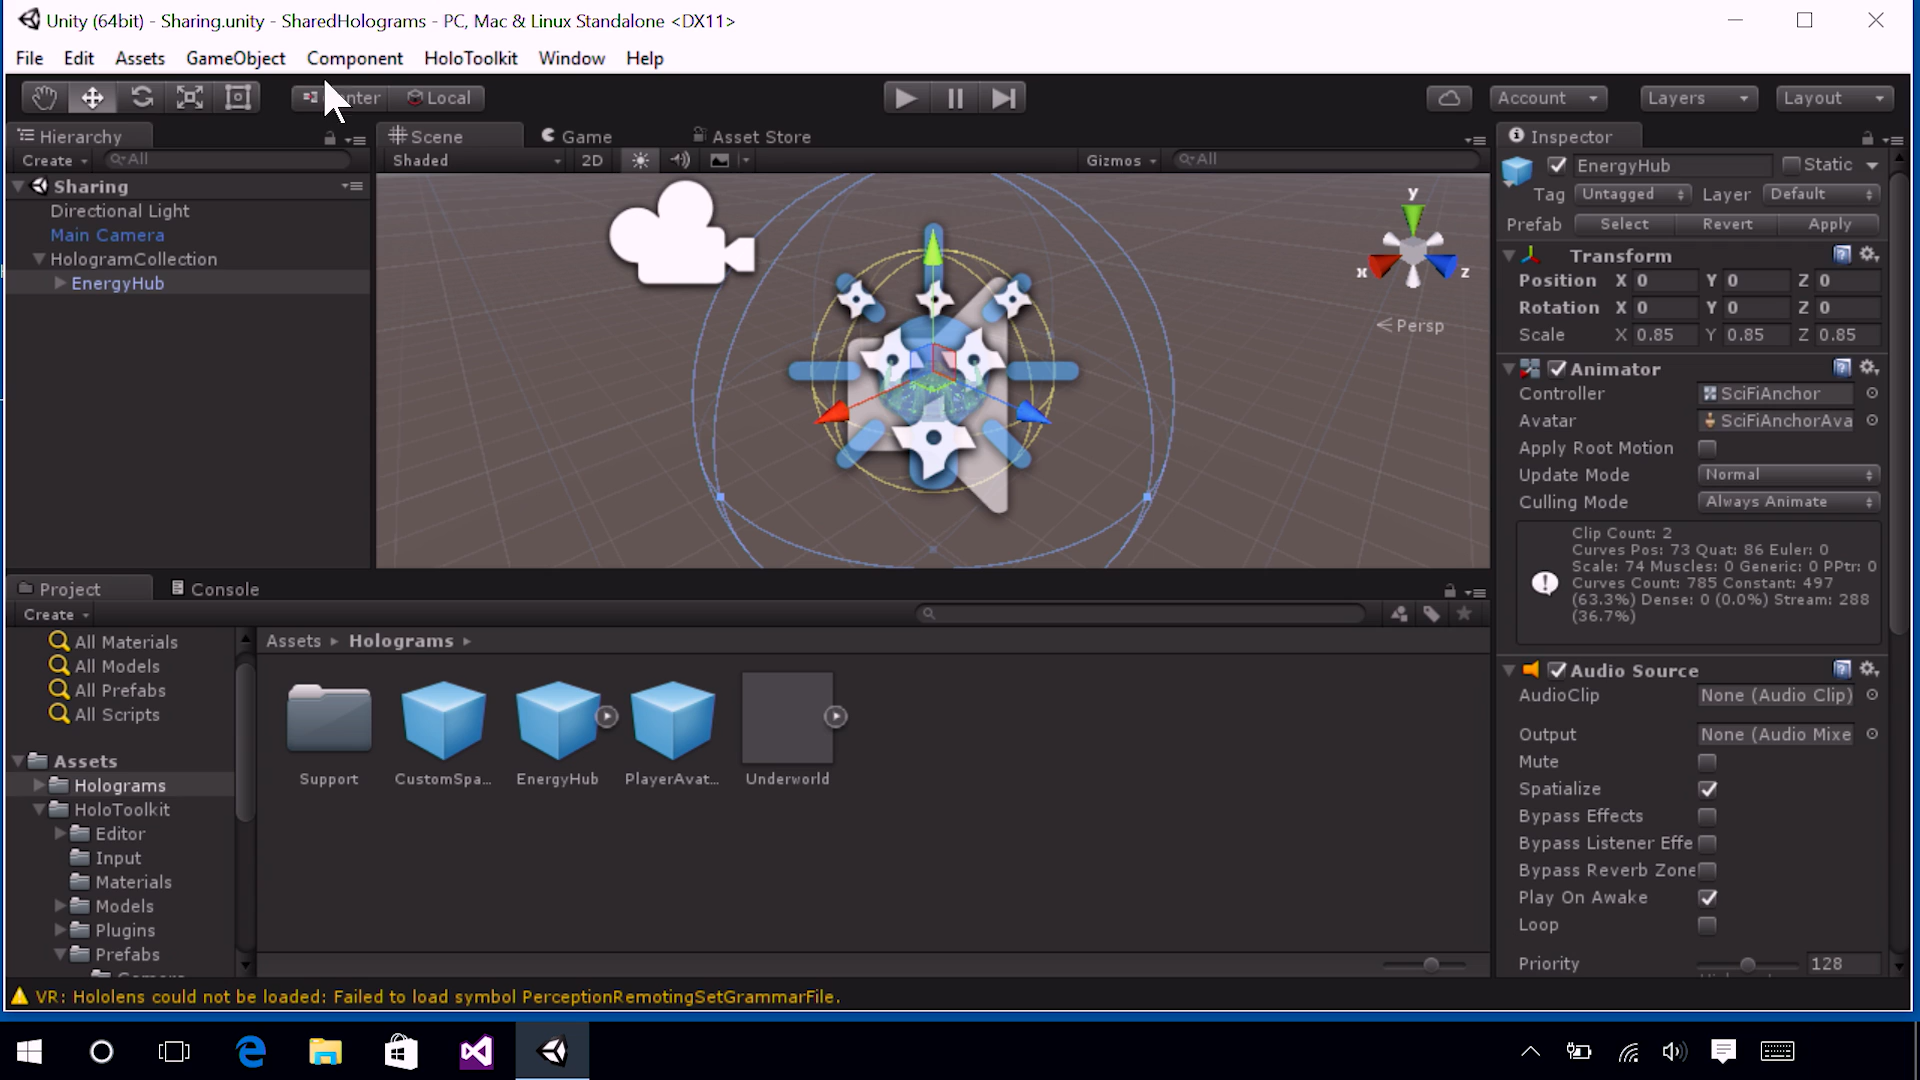 Unity (64bit) - Sharing.unity - SharedHolograms - PC, Mac & Linux Standalone <DX11>
File Edit Assets GameObject Component HoloToolkit Window Help
Local
Account Layers Layout
Hierarchy
Create All
Sharing
Directional Light
Main Camera
HologramCollection
EnergyHub
Scene Game Asset Store
Shaded 2D Gizmos All
y
x
z
Persp
Inspector
EnergyHub Static
Tag Untagged Layer Default
Prefab Select Revert Apply
Transform
Position X 0 Y 0 Z 0
Rotation X 0 Y 0 Z 0
Scale X 0.85 Y 0.85 Z 0.85
Animator
Controller SciFiAnchor
Avatar SciFiAnchorAva
Apply Root Motion
Update Mode Normal
Culling Mode Always Animate
Clip Count: 2
Curves Pos: 73 Quat: 86 Euler: 0
Scale: 74 Muscles: 0 Generic: 0 PPtr: 0
Curves Count: 785 Constant: 497
(63.3%) Dense: 0 (0.0%) Stream: 288
(36.7%)
Audio Source
AudioClip None (Audio Clip)
Output None (Audio Mixe
Mute
Spatialize
Bypass Effects
Bypass Listener Effe
Bypass Reverb Zone
Play On Awake
Loop
Priority 128
Project Console
Create
All Materials
All Models
All Prefabs
All Scripts
Assets
Holograms
HoloToolkit
Editor
Input
Materials
Models
Plugins
Prefabs
Assets Holograms
Support CustomSpa... EnergyHub PlayerAvat... Underworld
VR: Hololens could not be loaded: Failed to load symbol PerceptionRemotingSetGrammarFile.